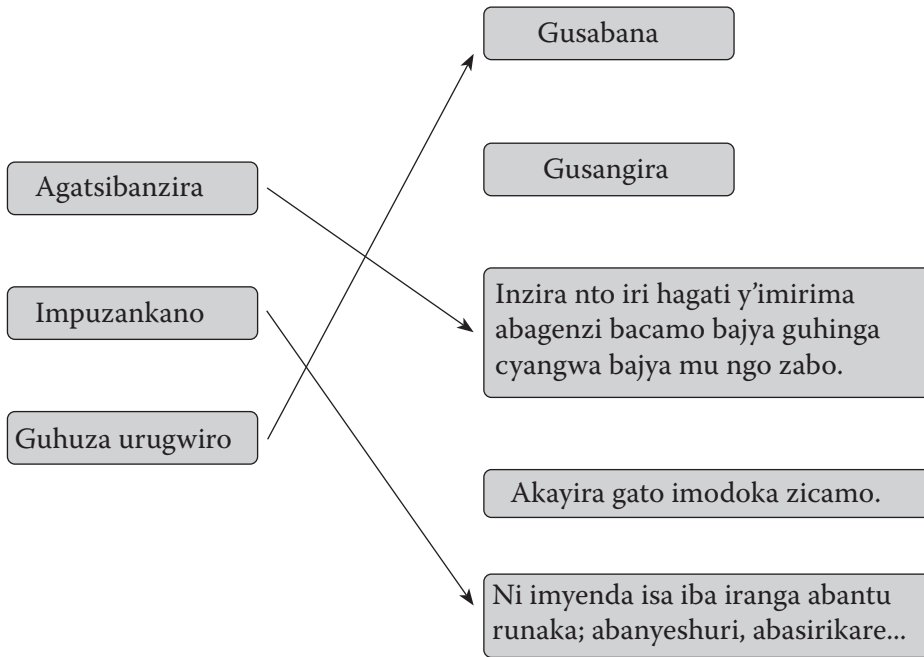 Agatsibanzira
Impuzankano
Guhuza urugwiro
Gusabana
Gusangira
Inzira nto iri hagati y'imirima
abagenzi bacamo bajya guhinga
cyangwa bajya mu ngo zabo.
Akayira gato imodoka zicamo.
Ni imyenda isa iba iranga abantu
runaka; abanyeshuri, abasirikare...